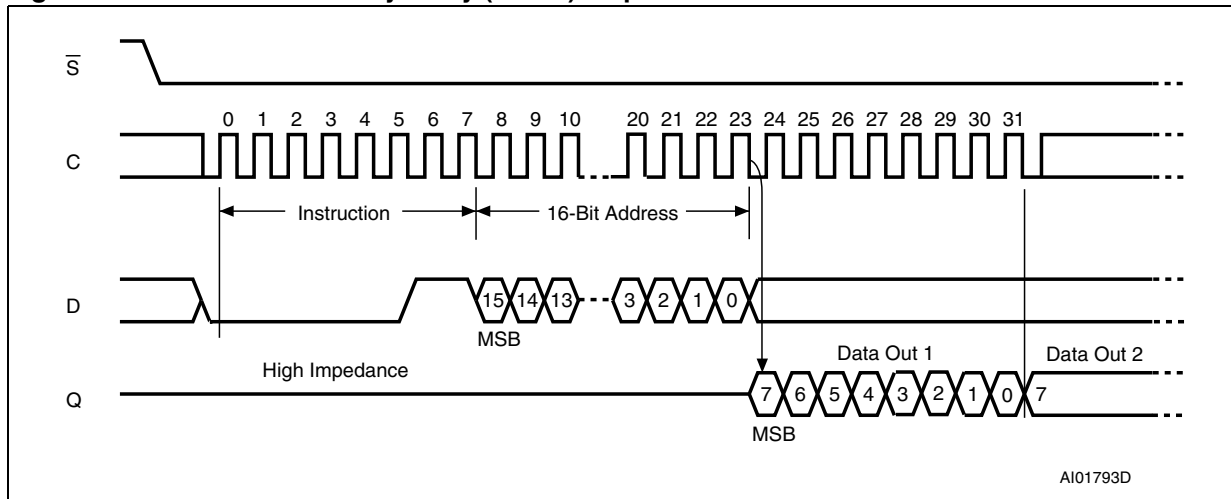 S
0 1 2 3 4 5 6 7 8 9 10 20 21 22 23 24 25 26 27 28 29 30 31
C
Instruction 16-Bit Address
D 15 14 13 3 2 1 0
MSB
High Impedance Data Out 1 Data Out 2
Q 7 6 5 4 3 2 1 0 7
MSB
AI01793D